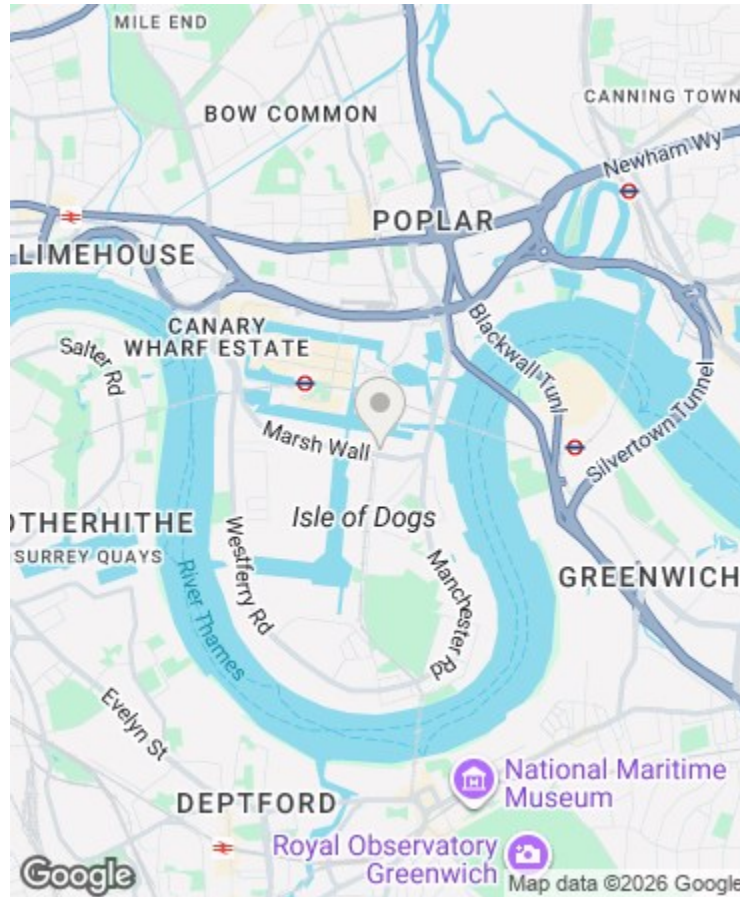 MILE END
BOW COMMON
CANNING TOWN
Newham Wy
POPLAR
LIMEHOUSE
CANARY
WHARF ESTATE
Salter Rd
Blackwall Tunl
Silvertown Tunnel
Marsh Wall
Isle of Dogs
OTHERHITHE
SURREY QUAYS
Westferry Rd
River Thames
Manchester Rd
GREENWICH
Evelyn St
DEPTFORD
National Maritime
Museum
Royal Observatory
Greenwich
Google
Map data ©2026 Google